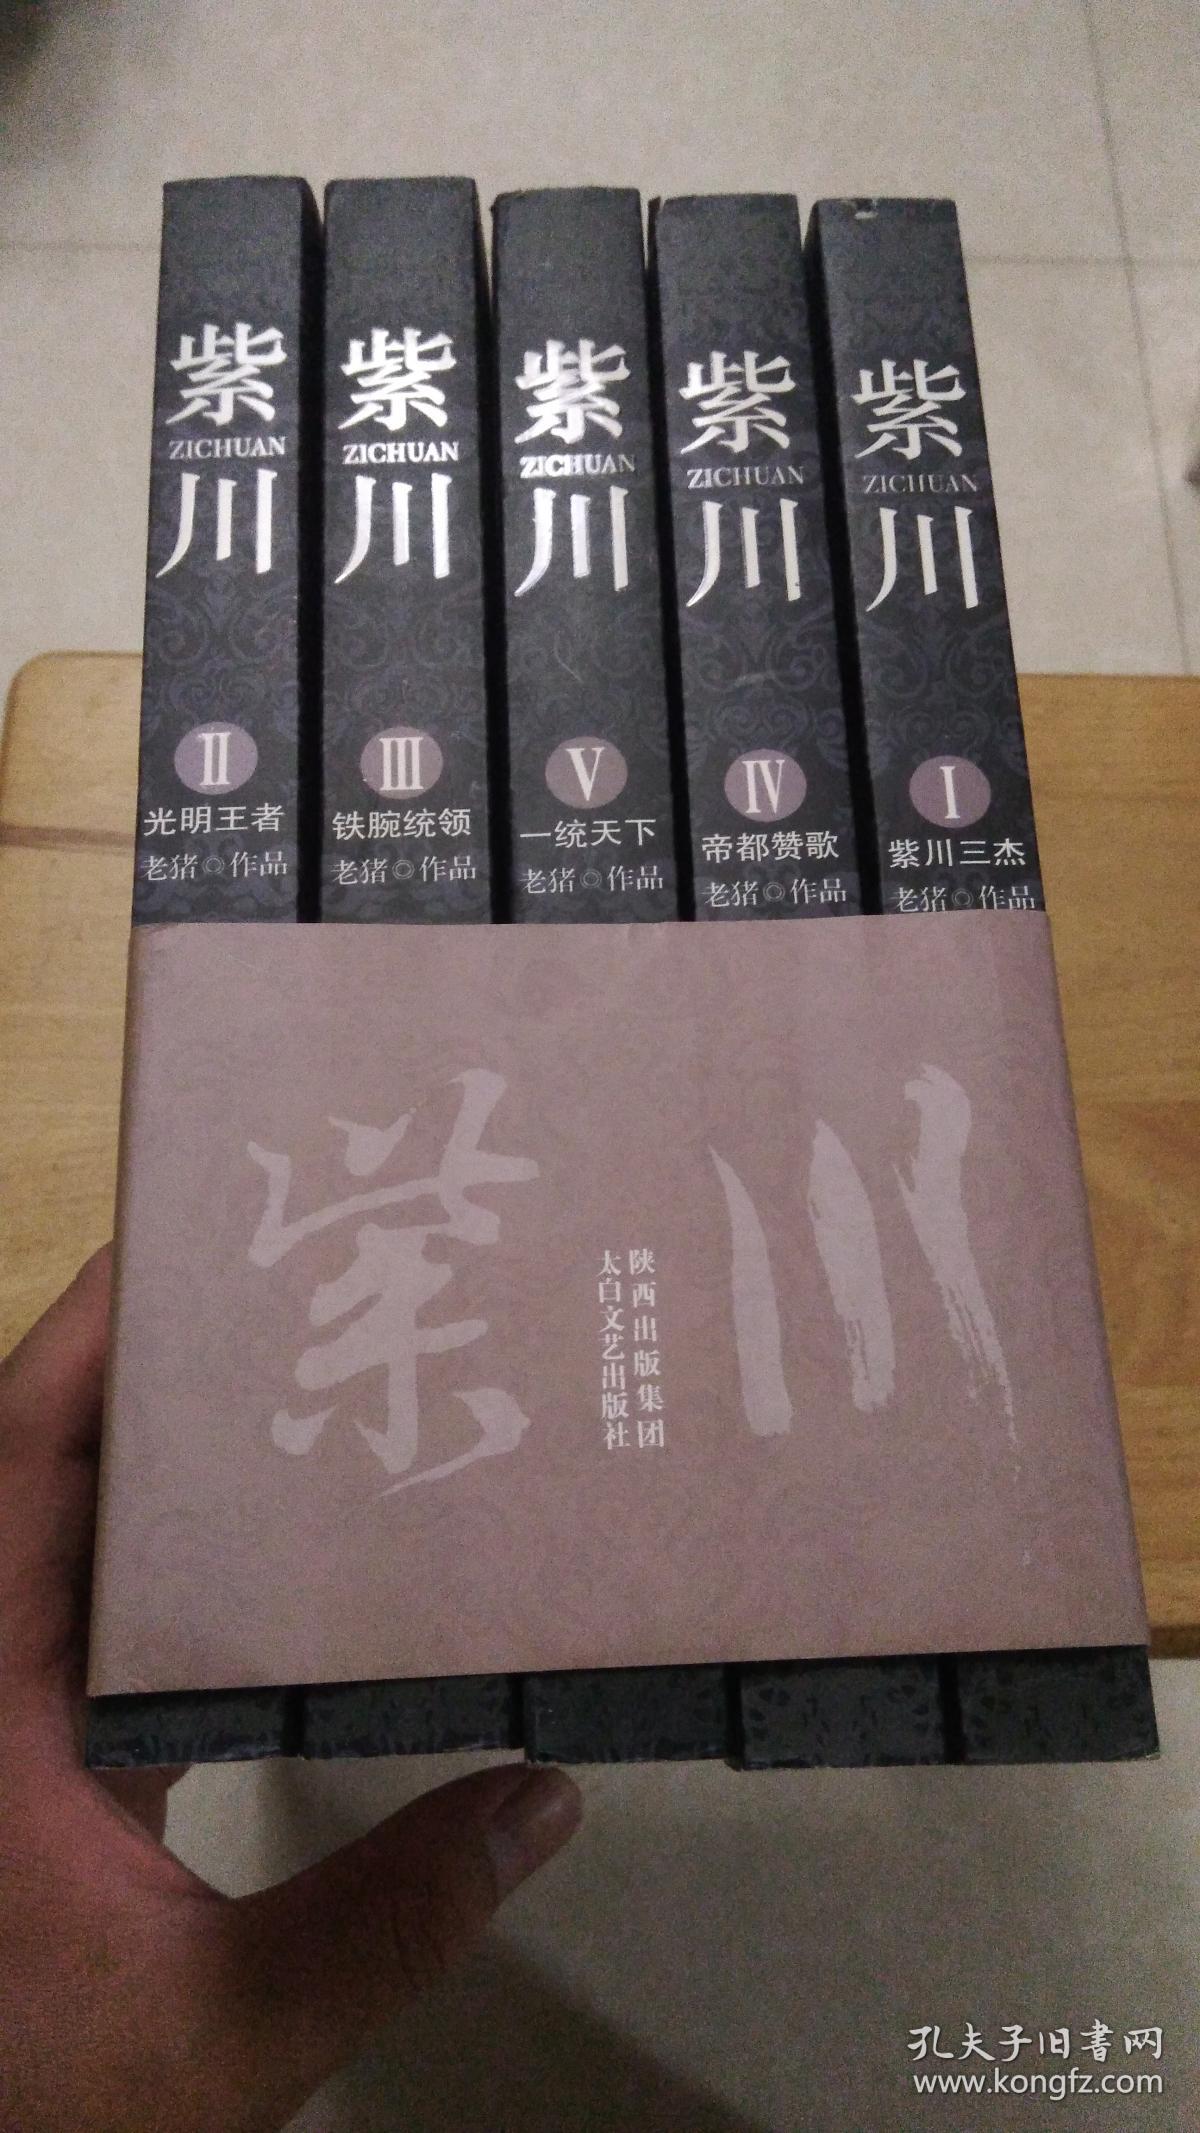 紫
ZICHUAN
川
II
光明王者
老猪◎作品
紫
ZICHUAN
川
III
铁腕统领
老猪◎作品
紫
ZICHUAN
川
V
一统天下
老猪◎作品
紫
ZICHUAN
川
IV
帝都赞歌
老猪◎作品
紫
ZICHUAN
川
I
紫川三杰
老猪◎作品
紫川
陕西出版集团
太白文艺出版社
孔夫子旧書网
www.kongfz.com